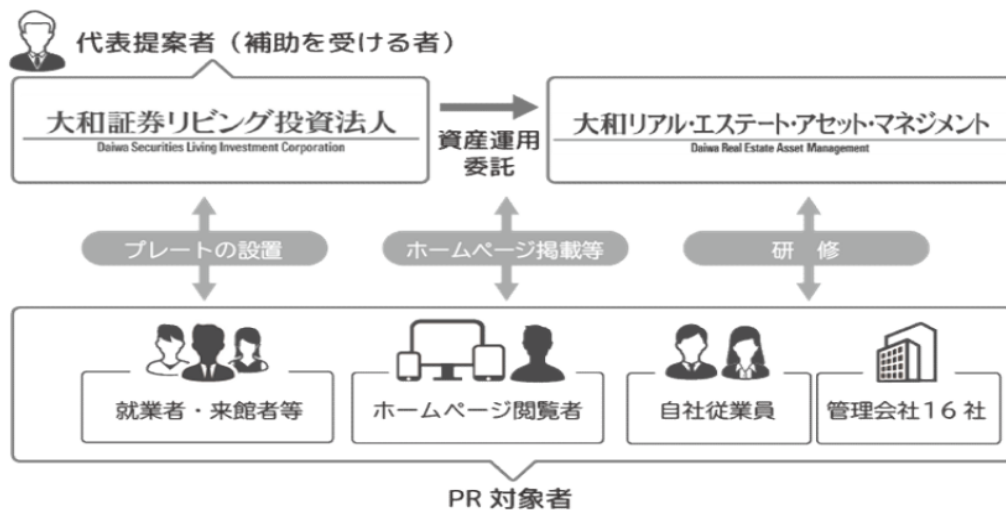 代表提案者（補助を受ける者）
大和証券リビング投資法人
Daiwa Securities Living Investment Corporation
資産運用
委託
大和リアル・エステート・アセット・マネジメント
Daiwa Real Estate Asset Management
プレートの設置
ホームページ掲載等
研 修
就業者・来館者等
ホームページ閲覧者
自社従業員
管理会社16社
PR 対象者